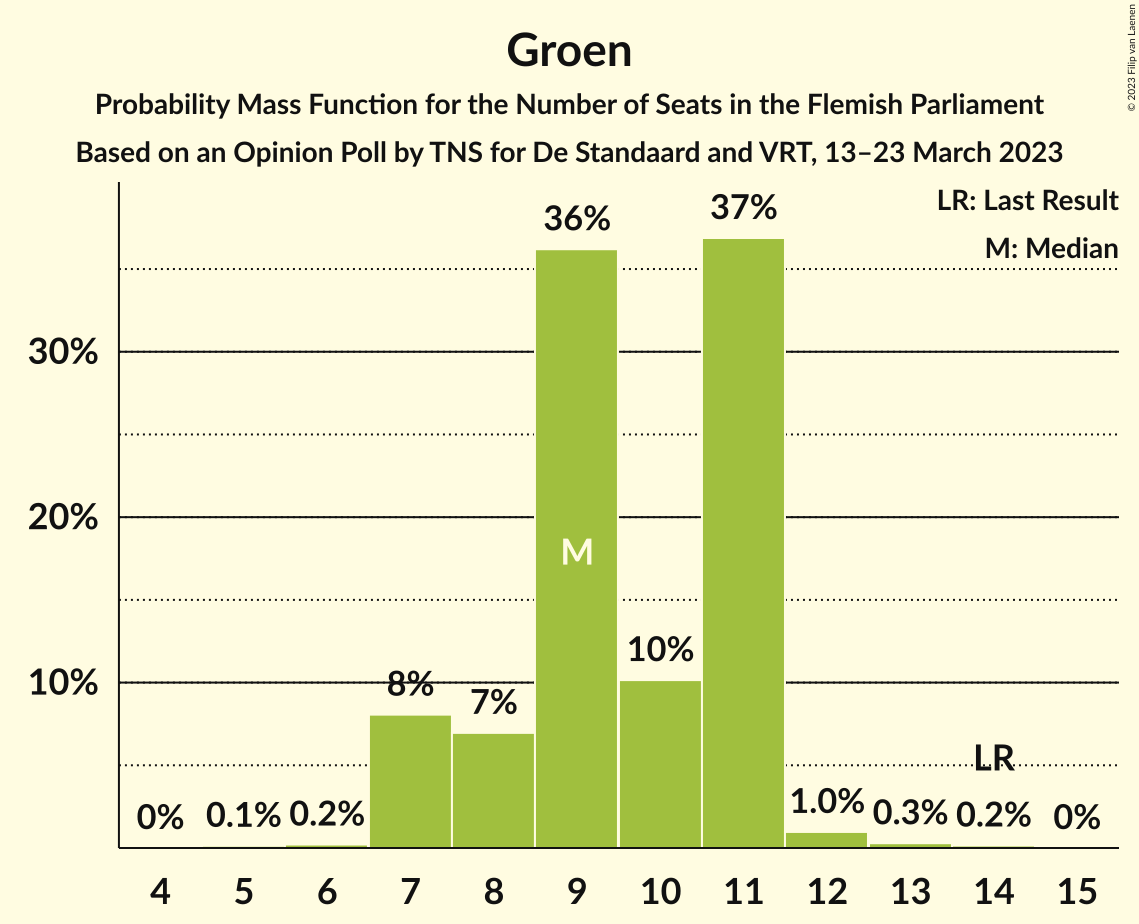 © 2023 Filip van Laenen
Groen
Probability Mass Function for the Number of Seats in the Flemish Parliament
Based on an Opinion Poll by TNS for De Standaard and VRT, 13–23 March 2023
LR: Last Result
M: Median
30%
20%
10%
0%
0.1%
0.2%
8%
7%
36%
M
10%
37%
1.0%
0.3%
LR
0.2%
0%
4 5 6 7 8 9 10 11 12 13 14 15